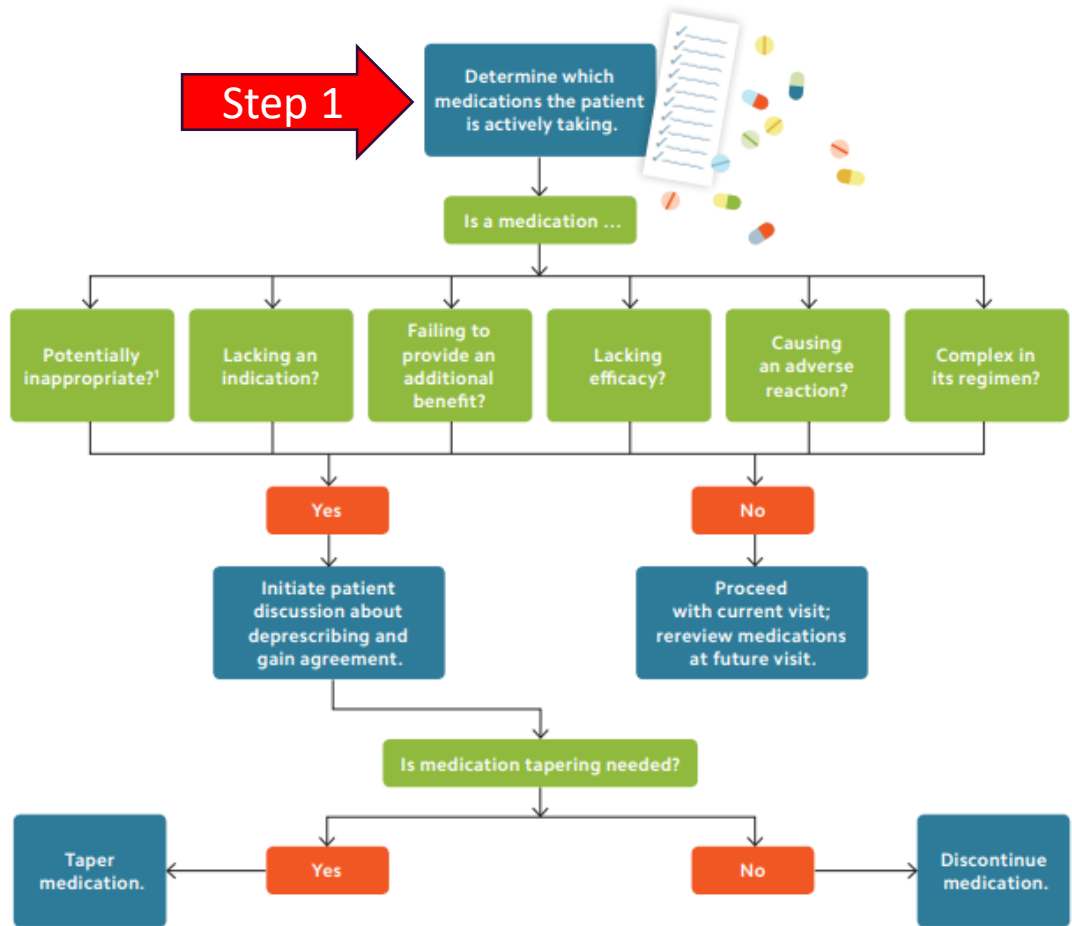 Step 1
Determine which
medications the patient
is actively taking.
Is a medication ...
Potentially
inappropriate?¹
Lacking an
indication?
Failing to
provide an
additional
benefit?
Lacking
efficacy?
Causing
an adverse
reaction?
Complex in
its regimen?
Yes
No
Initiate patient
discussion about
deprescribing and
gain agreement.
Proceed
with current visit;
rereview medications
at future visit.
Is medication tapering needed?
Taper
medication.
Yes
No
Discontinue
medication.